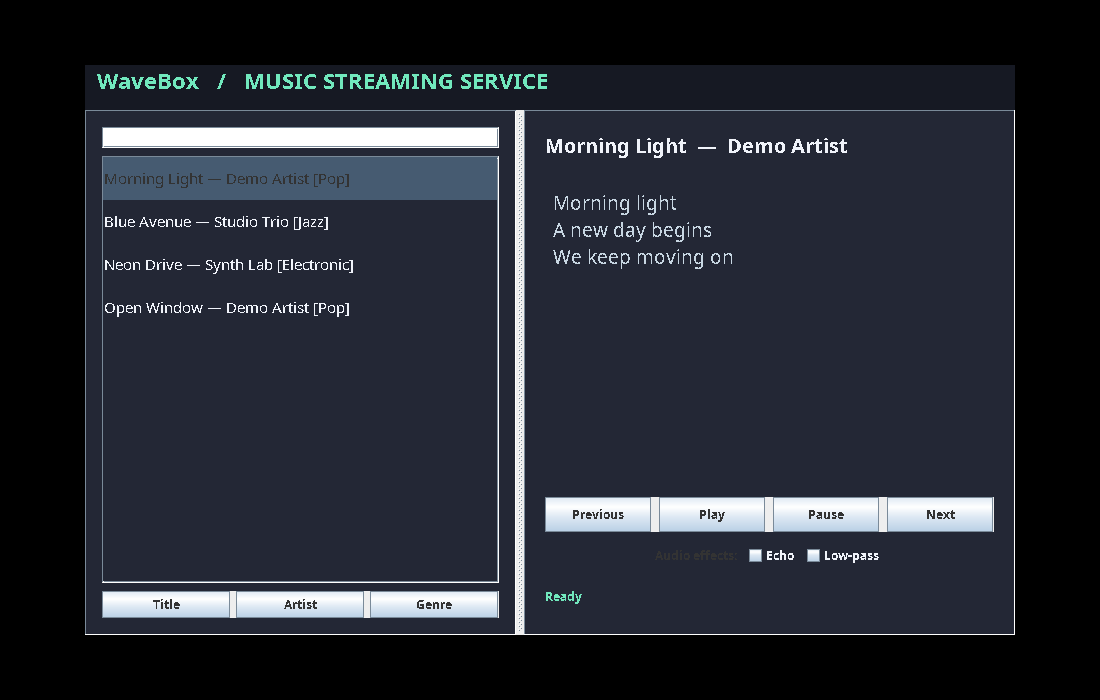 WaveBox / MUSIC STREAMING SERVICE
Morning Light — Demo Artist [Pop]
Blue Avenue — Studio Trio [Jazz]
Neon Drive — Synth Lab [Electronic]
Open Window — Demo Artist [Pop]
Title Artist Genre
Morning Light — Demo Artist
Morning light
A new day begins
We keep moving on
Previous Play Pause Next
Audio effects: Echo Low-pass
Ready